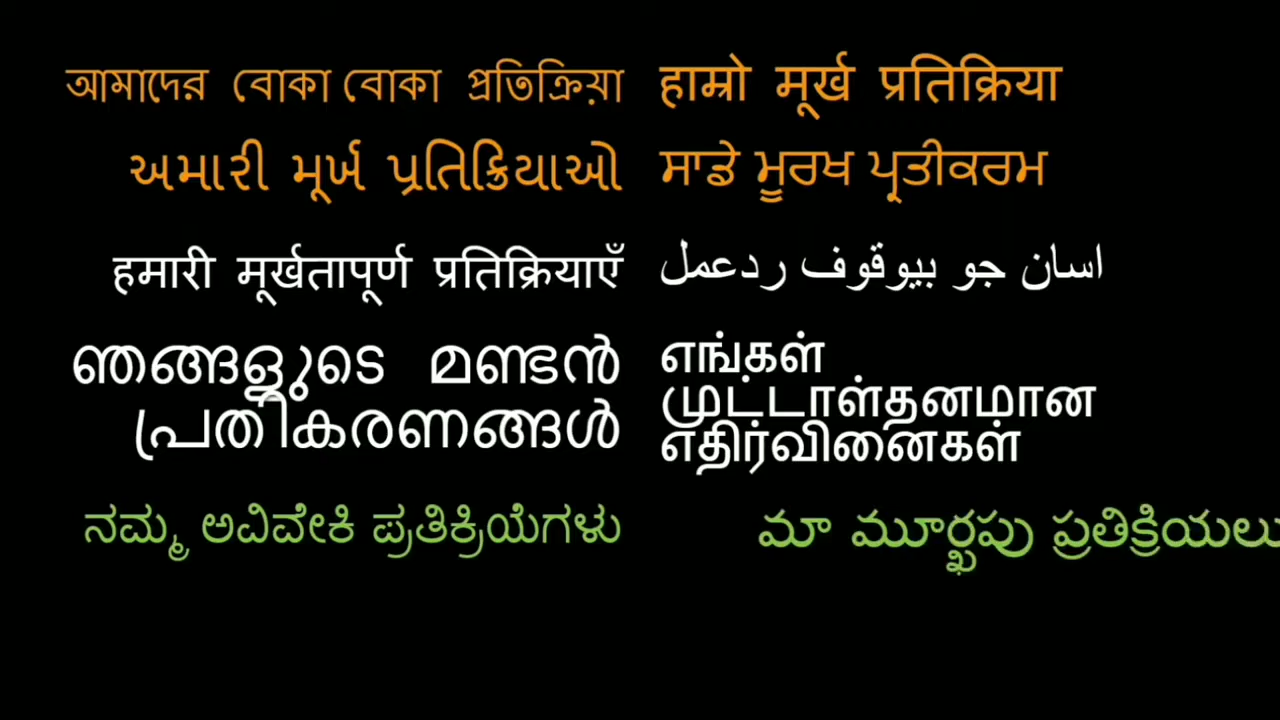 আমাদের বোকা বোকা প্রতিক্রিয়া
हाम्रो मूर्ख प्रतिक्रिया
અમારી મૂર્ખ પ્રતિક્રિયાઓ
ਸਾਡੇ ਮੂਰਖ ਪ੍ਰਤੀਕਰਮ
हमारी मूर्खतापूर्ण प्रतिक्रियाएँ
اسان جو بيوقوف ردعمل
ഞങ്ങളുടെ മണ്ടൻ
പ്രതികരണങ്ങൾ
எங்கள்
முட்டாள்தனமான
எதிர்வினைகள்
ನಮ್ಮ ಅವಿವೇಕಿ ಪ್ರತಿಕ್ರಿಯೆಗಳು
మా మూర్ఖపు ప్రతిక్రియలు